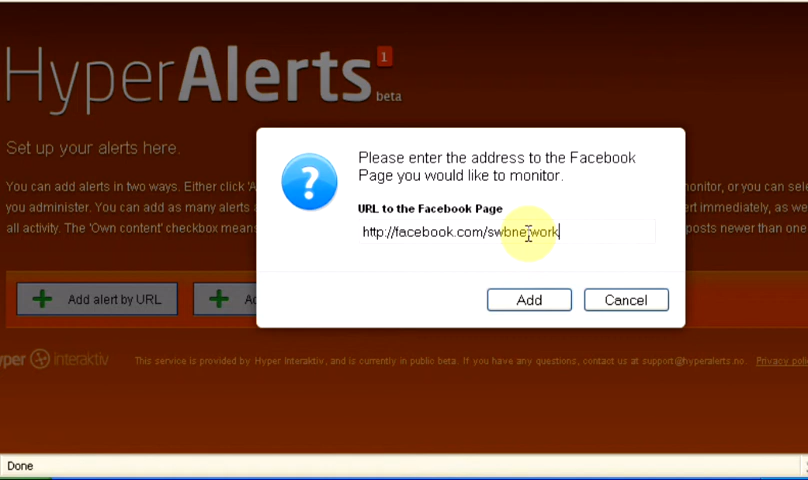 HyperAlerts 1
beta
Set up your alerts here.
You can add alerts in two ways. Either click 'A
monitor, or you can sele
you administer. You can add as many alerts
ert immediately, as we
all activity. The 'Own content' checkbox means
posts newer than one
Please enter the address to the Facebook
Page you would like to monitor.
URL to the Facebook Page
http://facebook.com/swbnetwork
Add Cancel
Add alert by URL
Ad
yper interaktiv
This service is provided by Hyper Interaktiv, and is currently in public beta. If you have any questions, contact us at support@hyperalerts.no. Privacy poli
Done